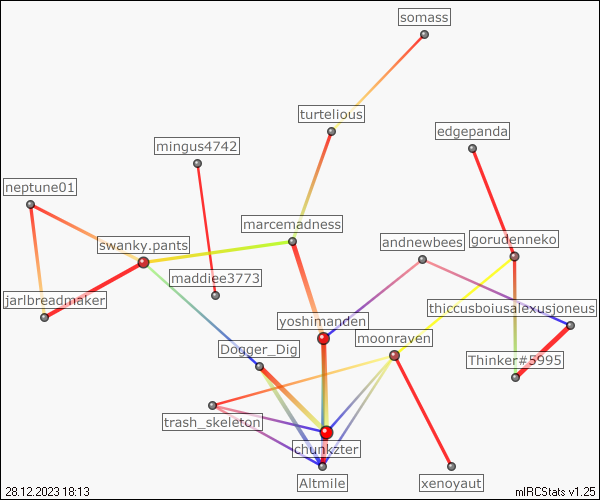 somass
turtelious
edgepanda
mingus4742
neptune01
marcemadness
gorudenneko
andnewbees
swanky.pants
maddiee3773
jarlbreadmaker
thiccusboiusalexusjoneus
yoshimanden
moonraven
Dogger_Dig
Thinker#5995
trash_skeleton
chunkzter
Altmile
xenoyaut
28.12.2023 18:13
mIRCStats v1.25